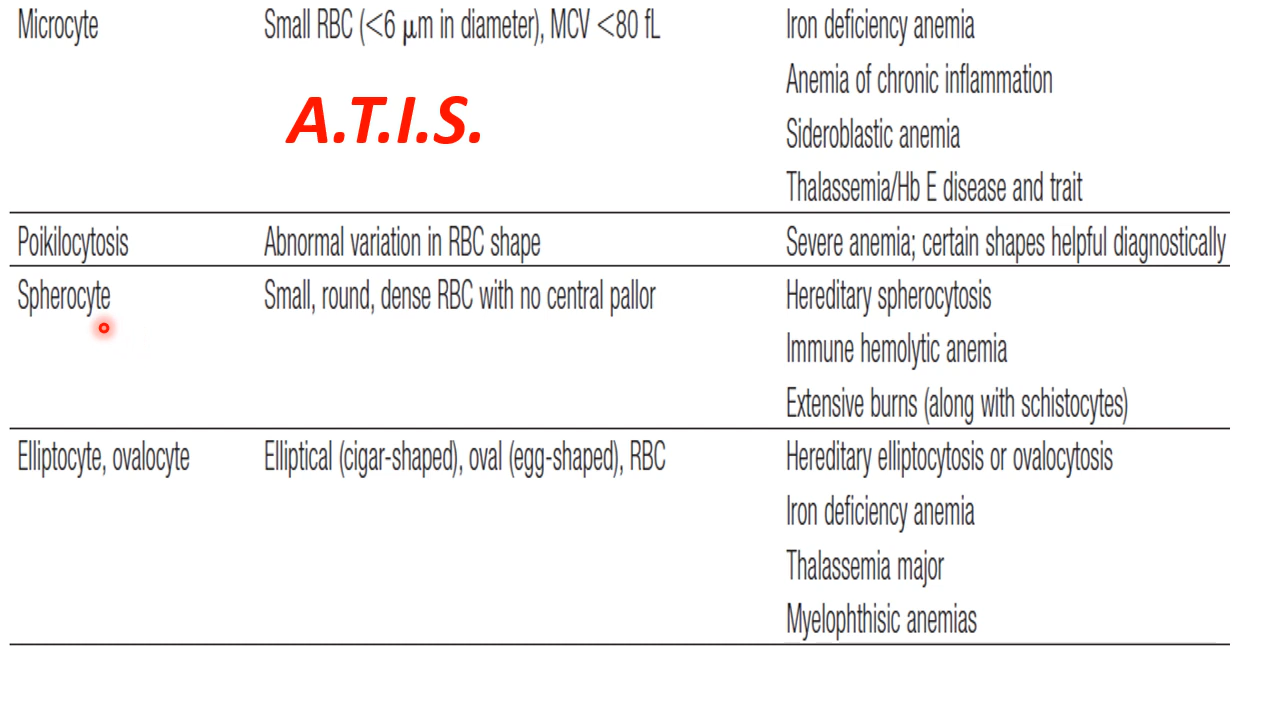 Microcyte Small RBC (<6 μm in diameter), MCV <80 fL Iron deficiency anemia
Anemia of chronic inflammation
A.T.I.S.
Sideroblastic anemia
Thalassemia/Hb E disease and trait
Poikilocytosis Abnormal variation in RBC shape Severe anemia; certain shapes helpful diagnostically
Spherocyte Small, round, dense RBC with no central pallor Hereditary spherocytosis
Immune hemolytic anemia
Extensive burns (along with schistocytes)
Elliptocyte, ovalocyte Elliptical (cigar-shaped), oval (egg-shaped), RBC Hereditary elliptocytosis or ovalocytosis
Iron deficiency anemia
Thalassemia major
Myelophthisic anemias